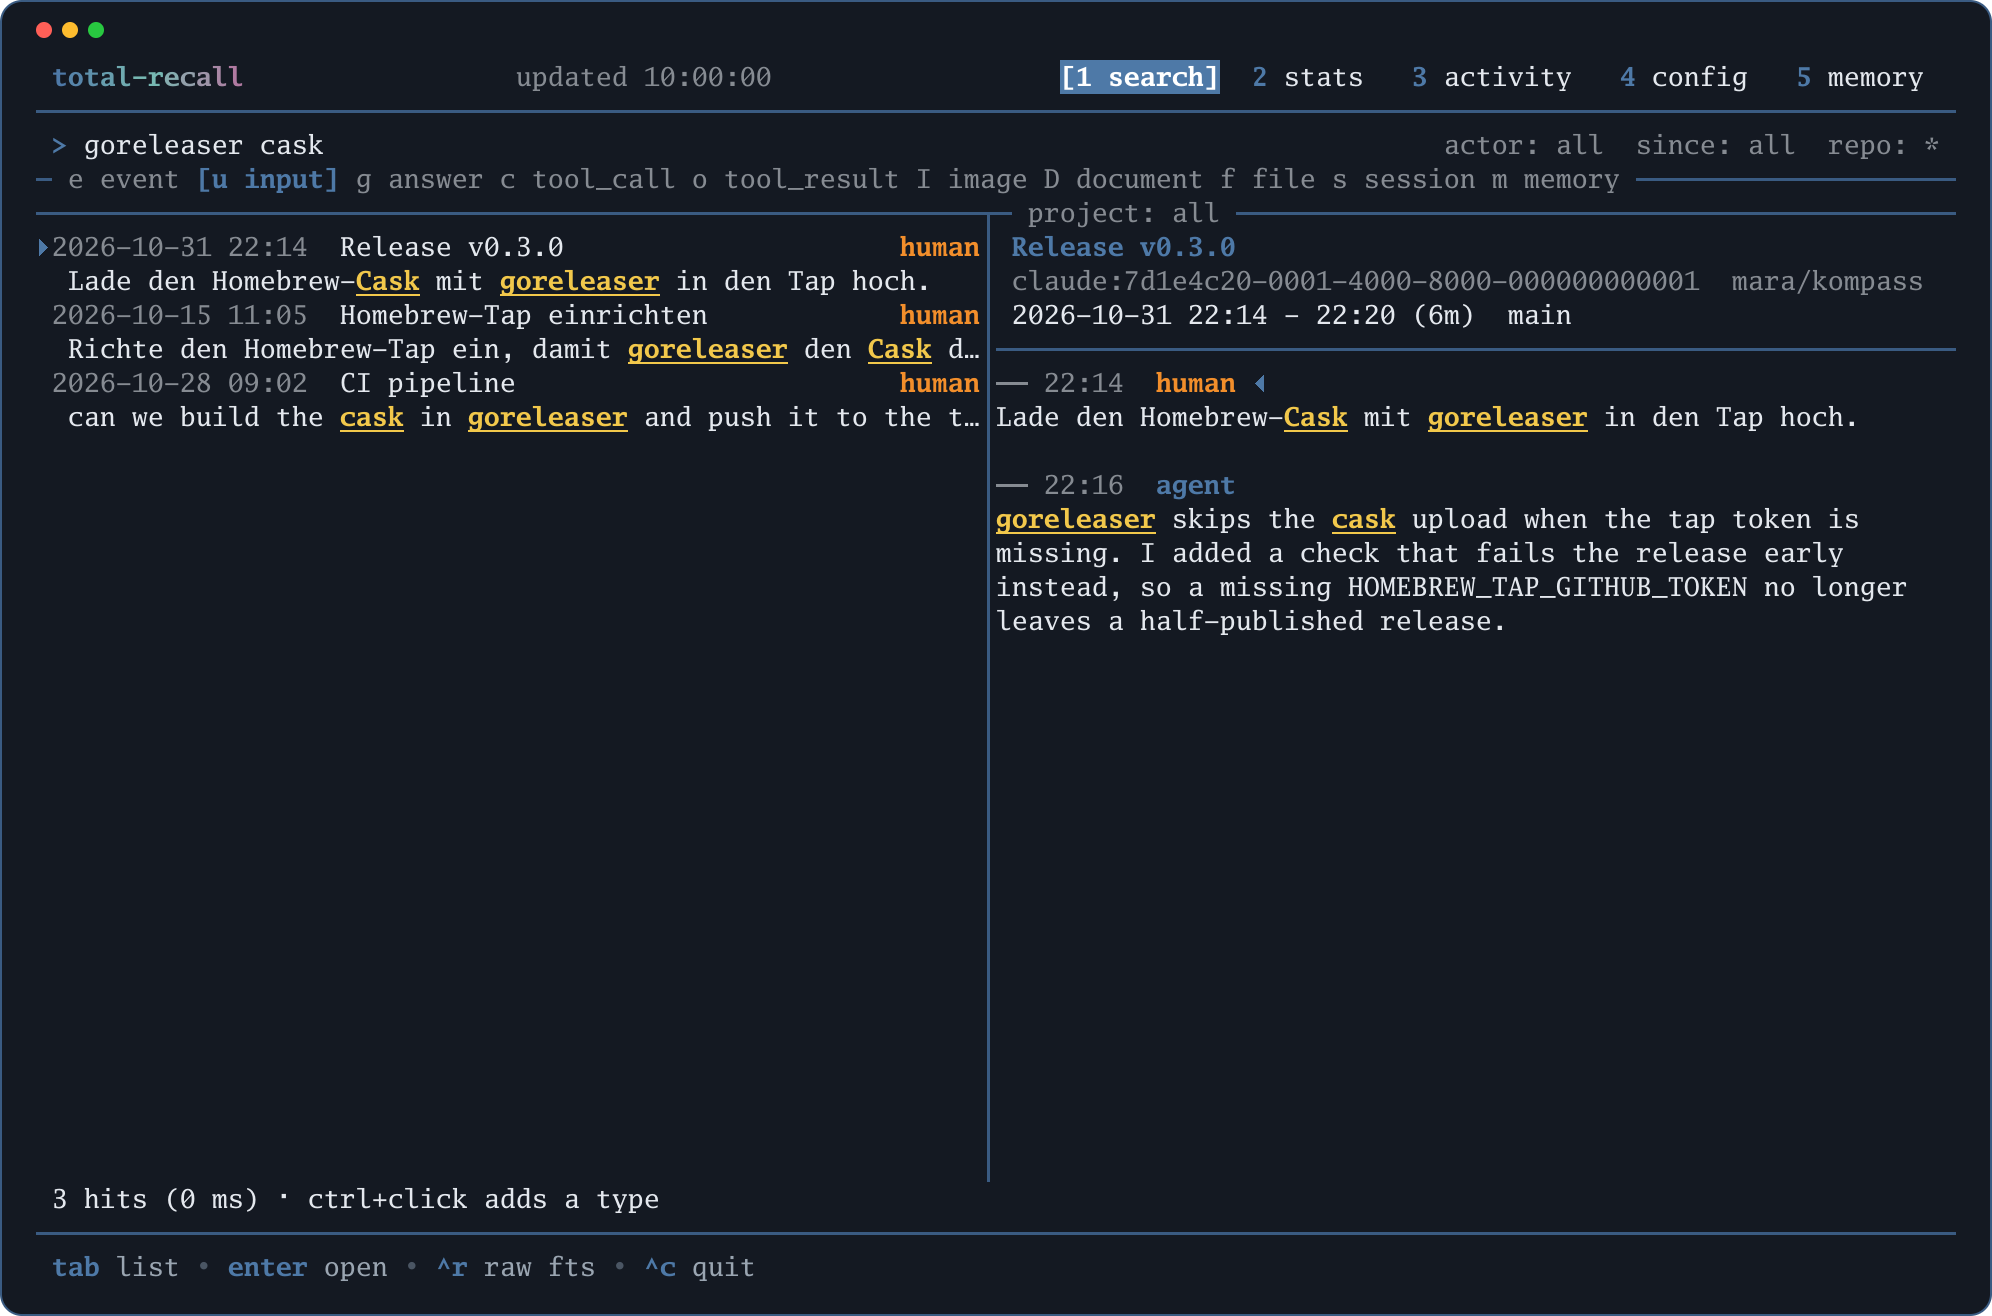 total-recall updated 10:00:00 [1 search] 2 stats 3 activity 4 config 5 memory
> goreleaser cask actor: all since: all repo: *
e event [u input] g answer c tool_call o tool_result I image D document f file s session m memory
project: all
2026-10-31 22:14 Release v0.3.0 human
Lade den Homebrew-Cask mit goreleaser in den Tap hoch.
2026-10-15 11:05 Homebrew-Tap einrichten human
Richte den Homebrew-Tap ein, damit goreleaser den Cask d…
2026-10-28 09:02 CI pipeline human
can we build the cask in goreleaser and push it to the t…
Release v0.3.0
claude:7d1e4c20-0001-4000-8000-000000000001 mara/kompass
2026-10-31 22:14 - 22:20 (6m) main
22:14 human
Lade den Homebrew-Cask mit goreleaser in den Tap hoch.
22:16 agent
goreleaser skips the cask upload when the tap token is
missing. I added a check that fails the release early
instead, so a missing HOMEBREW_TAP_GITHUB_TOKEN no longer
leaves a half-published release.
3 hits (0 ms) · ctrl+click adds a type
tab list • enter open • ^r raw fts • ^c quit